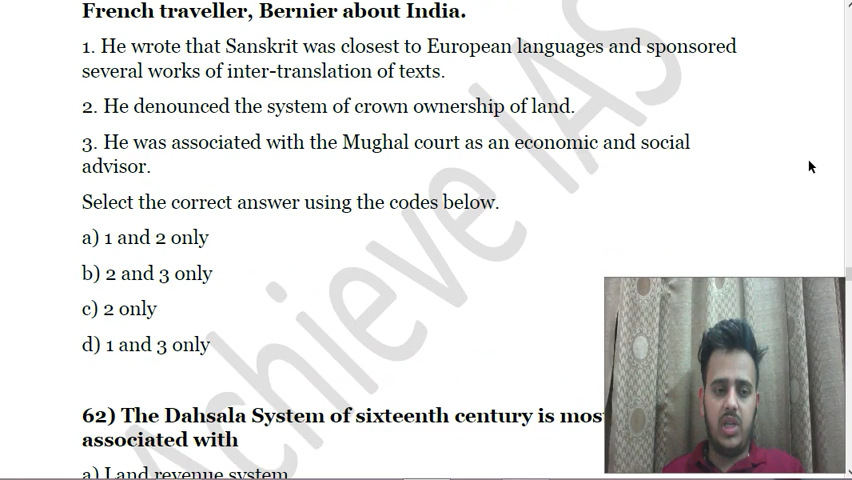 French traveller, Bernier about India.
1. He wrote that Sanskrit was closest to European languages and sponsored
several works of inter-translation of texts.
2. He denounced the system of crown ownership of land.
3. He was associated with the Mughal court as an economic and social
advisor.
Select the correct answer using the codes below.
a) 1 and 2 only
b) 2 and 3 only
c) 2 only
d) 1 and 3 only
62) The Dahsala System of sixteenth century is
associated with
a) Land revenue system
Achieve IAS